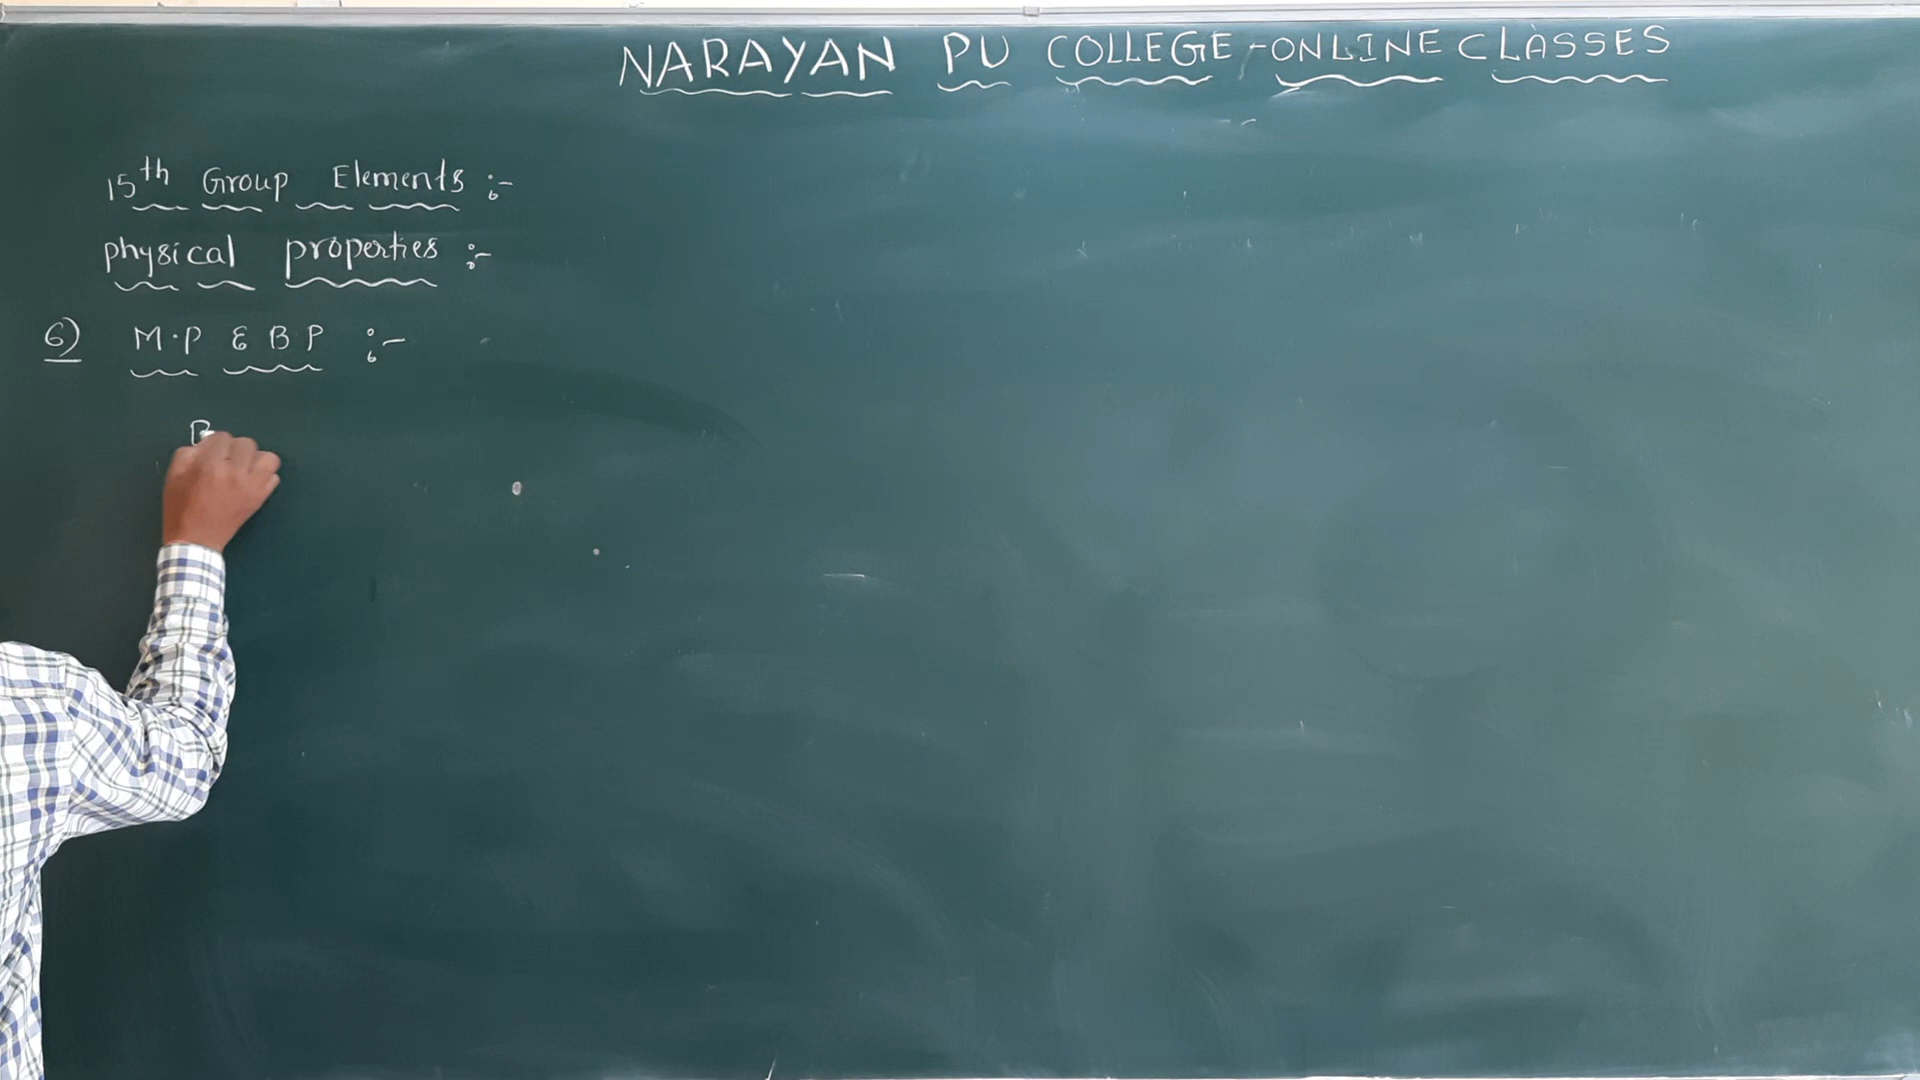 NARAYAN PU COLLEGE - ONLINE CLASSES
15th Group Elements :-
physical properties :-
6) M.P & B P :-
B